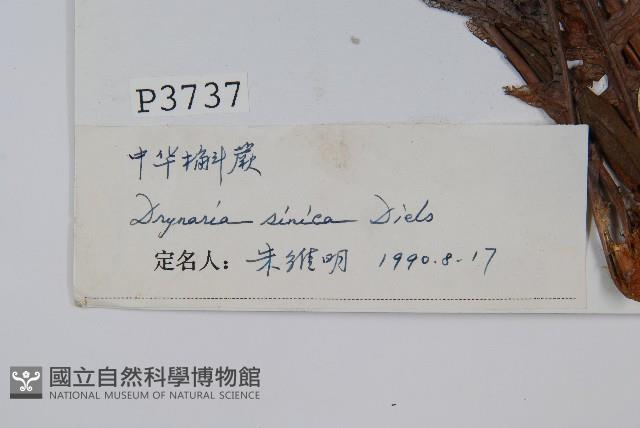 P3737
中华槲蕨
Drynaria sinica Diels
定名人: 朱維明 1990.8.17
國立自然科學博物館
NATIONAL MUSEUM OF NATURAL SCIENCE